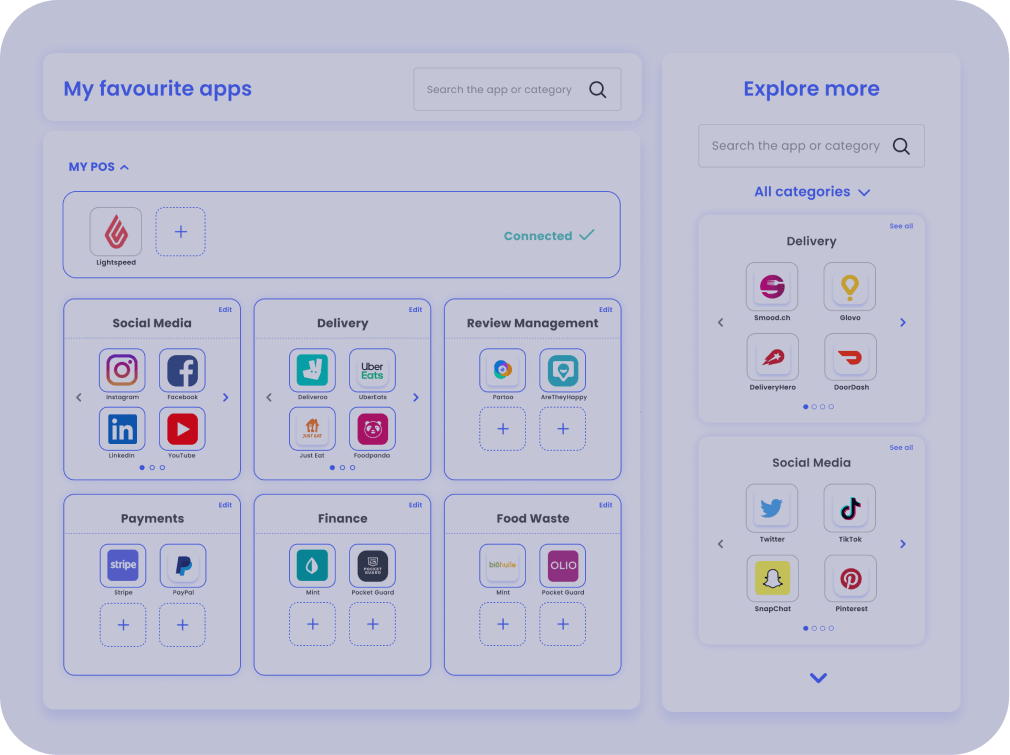 My favourite apps
Search the app or category
MY POS
Lightspeed
+
Connected
Edit
Social Media
Instagram
Facebook
in
Linkedin
YouTube
Edit
Delivery
Deliveroo
Uber
Eats
UberEats
JUST EAT
Just Eat
Foodpanda
Edit
Review Management
Partoo
AreTheyHappy
+ +
Edit
Payments
stripe
Stripe
PayPal
+ +
Edit
Finance
Mint
POCKET
GUARD
Pocket Guard
+ +
Edit
Food Waste
biöhuile
Mint
OLIO
Pocket Guard
+ +
Explore more
Search the app or category
All categories
See all
Delivery
Smood.ch
Glovo
DeliveryHero
DoorDash
See all
Social Media
Twitter
TikTok
SnapChat
Pinterest